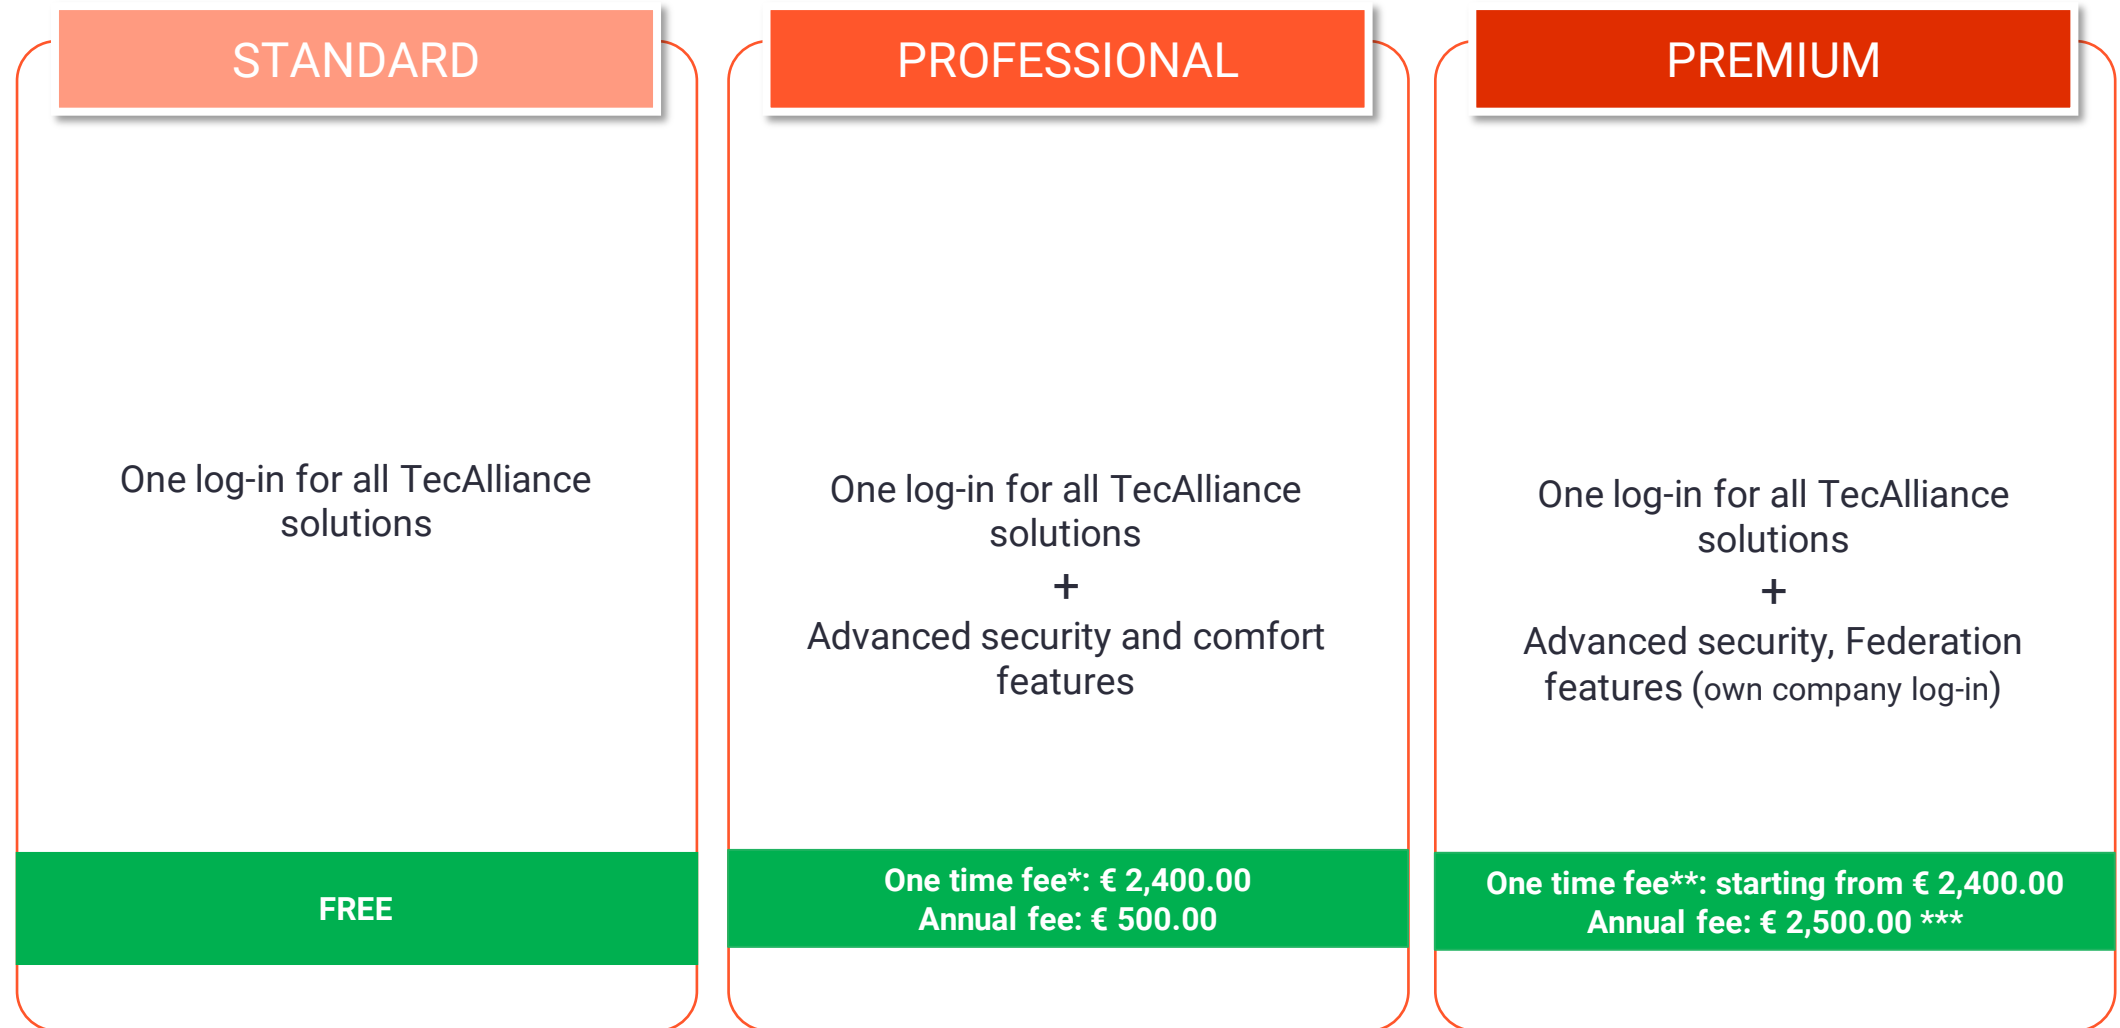 STANDARD
One log-in for all TecAlliance
solutions
FREE
PROFESSIONAL
One log-in for all TecAlliance
solutions
+
Advanced security and comfort
features
One time fee*: € 2,400.00
Annual fee: € 500.00
PREMIUM
One log-in for all TecAlliance
solutions
+
Advanced security, Federation
features (own company log-in)
One time fee**: starting from € 2,400.00
Annual fee: € 2,500.00 ***